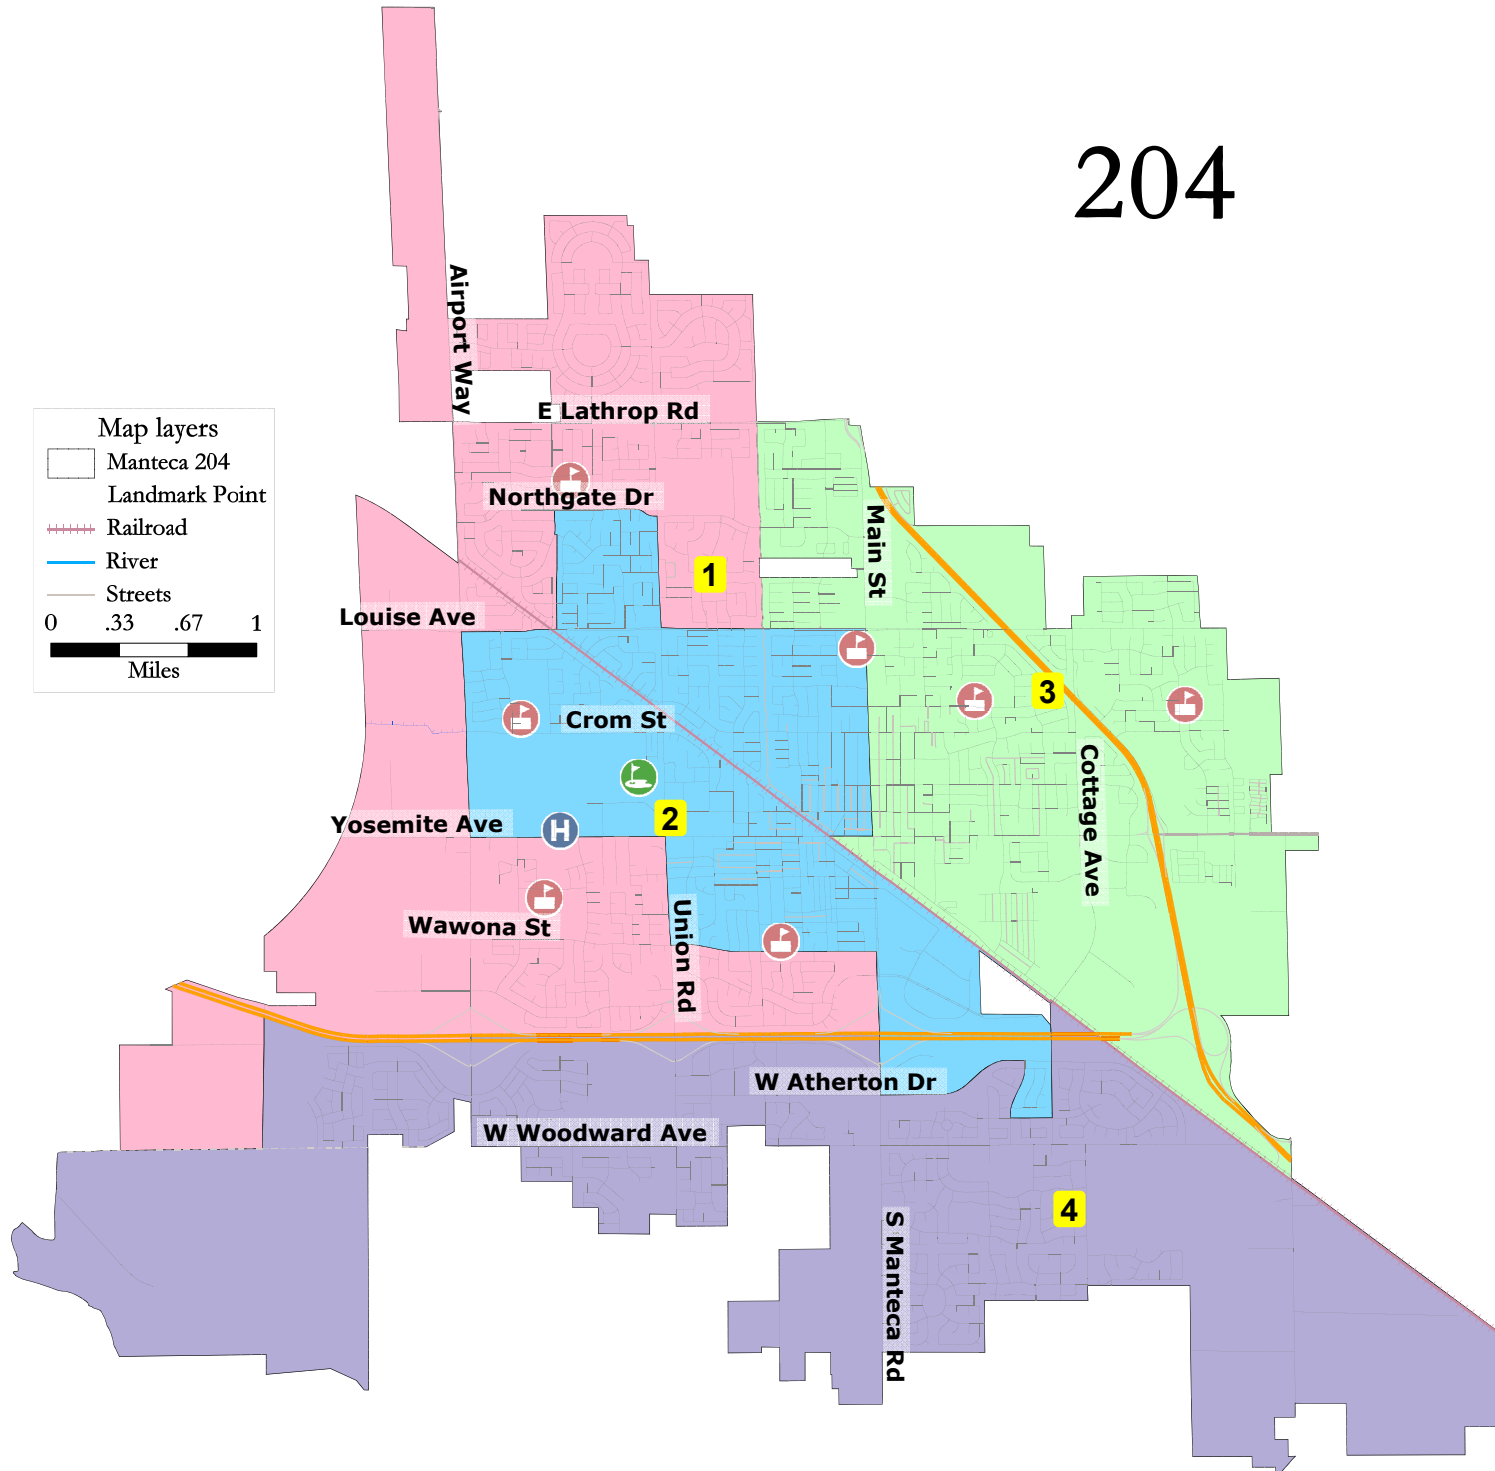 204
Airport Way
E Lathrop Rd
Map layers
Manteca 204
Landmark Point
Railroad
River
Streets
0 .33 .67 1
Miles
Northgate Dr
Main St
1
Louise Ave
3
Crom St
Cottage Ave
2
Yosemite Ave
H
Wawona St
Union Rd
W Atherton Dr
W Woodward Ave
4
S Manteca Rd